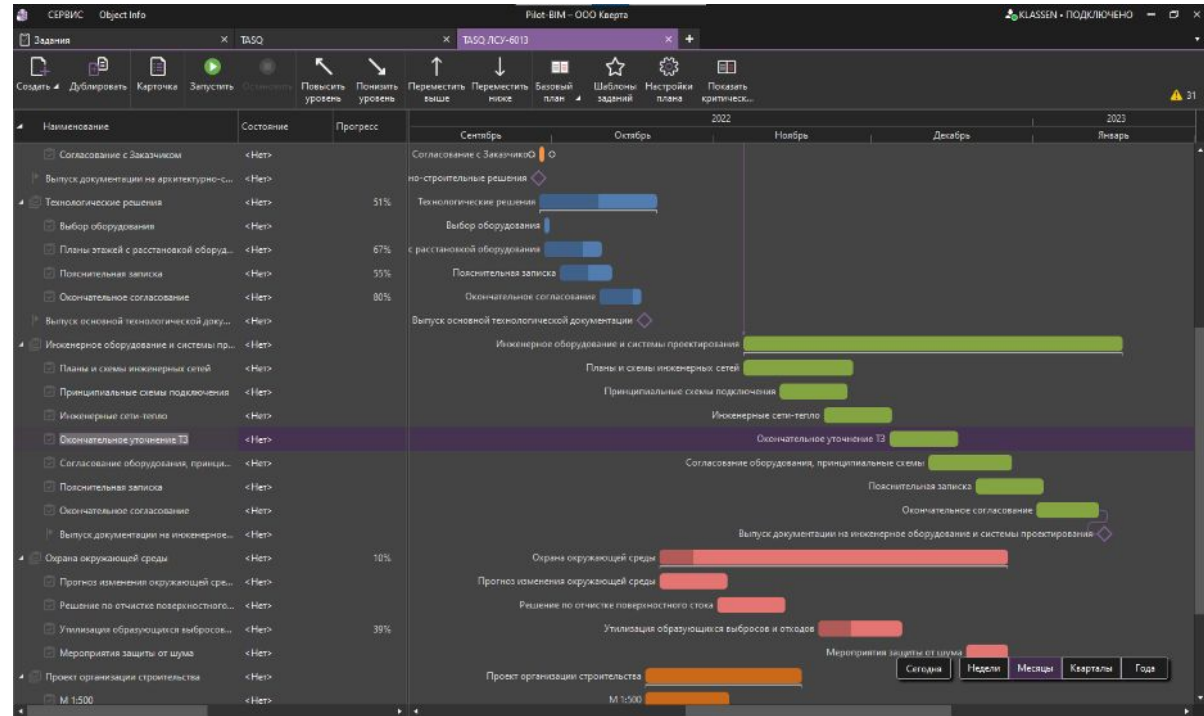 СЕРВИС Object Info Pilot-BIM – ООО Кверта KLASSEN • ПОДКЛЮЧЕНО
Задания × TASQ × TASQ ЛСУ-6013 × +
Создать Дублировать Карточка Запустить Остановить Повысить уровень Понизить уровень Переместить выше Переместить ниже Базовый план Шаблоны заданий Настройки плана Показать критическ... 31
Наименование Состояние Прогресс 2022 2023
Сентябрь Октябрь Ноябрь Декабрь Январь
Согласование с Заказчиком <Нет> Согласование с Заказчико
Выпуск документации на архитектурно-с... <Нет> но-строительные решения
Технологические решения <Нет> 51% Технологические решения
Выбор оборудования <Нет> Выбор оборудования
Планы этажей с расстановкой оборуд... <Нет> 67% с расстановкой оборудования
Пояснительная записка <Нет> 55% Пояснительная записка
Окончательное согласование <Нет> 80% Окончательное согласование
Выпуск основной технологической доку... <Нет> Выпуск основной технологической документации
Инженерное оборудование и системы пр... <Нет> Инженерное оборудование и системы проектирования
Планы и схемы инженерных сетей <Нет> Планы и схемы инженерных сетей
Принципиальные схемы подключения <Нет> Принципиальные схемы подключения
Инженерные сети-тепло <Нет> Инженерные сети-тепло
Окончательное уточнение ТЗ <Нет> Окончательное уточнение ТЗ
Согласование оборудования, принци... <Нет> Согласование оборудования, принципиальные схемы
Пояснительная записка <Нет> Пояснительная записка
Окончательное согласование <Нет> Окончательное согласование
Выпуск документации на инженерное... <Нет> Выпуск документации на инженерное оборудование и системы проектирования
Охрана окружающей среды <Нет> 10% Охрана окружающей среды
Прогноз изменения окружающей сре... <Нет> Прогноз изменения окружающей среды
Решение по отчистке поверхностного... <Нет> Решение по отчистке поверхностного стока
Утилизация образующихся выбросов... <Нет> 39% Утилизация образующихся выбросов и отходов
Мероприятия защиты от шума <Нет> Мероприятия защиты от шума
Сегодня Недели Месяцы Кварталы Года
Проект организации строительства <Нет> Проект организации строительства
М 1:500 <Нет> М 1:500